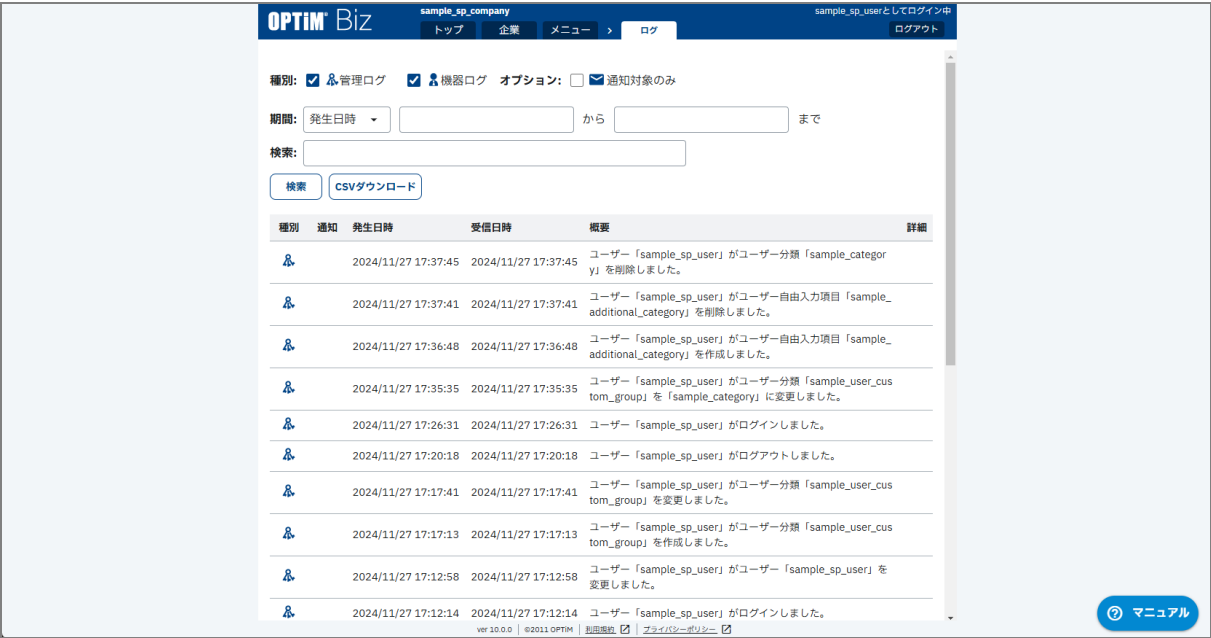 OPTiM Biz sample_sp_company sample_sp_userとしてログイン中
トップ 企業 メニュー › ログ ログアウト
種別: 管理ログ 機器ログ オプション: 通知対象のみ
期間: 発生日時 から まで
検索:
検索 CSVダウンロード
種別 通知 発生日時 受信日時 概要 詳細
2024/11/27 17:37:45 2024/11/27 17:37:45 ユーザー「sample_sp_user」がユーザー分類「sample_categor
y」を削除しました。
2024/11/27 17:37:41 2024/11/27 17:37:41 ユーザー「sample_sp_user」がユーザー自由入力項目「sample_
additional_category」を削除しました。
2024/11/27 17:36:48 2024/11/27 17:36:48 ユーザー「sample_sp_user」がユーザー自由入力項目「sample_
additional_category」を作成しました。
2024/11/27 17:35:35 2024/11/27 17:35:35 ユーザー「sample_sp_user」がユーザー分類「sample_user_cus
tom_group」を「sample_category」に変更しました。
2024/11/27 17:26:31 2024/11/27 17:26:31 ユーザー「sample_sp_user」がログインしました。
2024/11/27 17:20:18 2024/11/27 17:20:18 ユーザー「sample_sp_user」がログアウトしました。
2024/11/27 17:17:41 2024/11/27 17:17:41 ユーザー「sample_sp_user」がユーザー分類「sample_user_cus
tom_group」を変更しました。
2024/11/27 17:17:13 2024/11/27 17:17:13 ユーザー「sample_sp_user」がユーザー分類「sample_user_cus
tom_group」を作成しました。
2024/11/27 17:12:58 2024/11/27 17:12:58 ユーザー「sample_sp_user」がユーザー「sample_sp_user」を
変更しました。
2024/11/27 17:12:14 2024/11/27 17:12:14 ユーザー「sample_sp_user」がログインしました。
ver 10.0.0 ©2011 OPTiM 利用規約 プライバシーポリシー
マニュアル